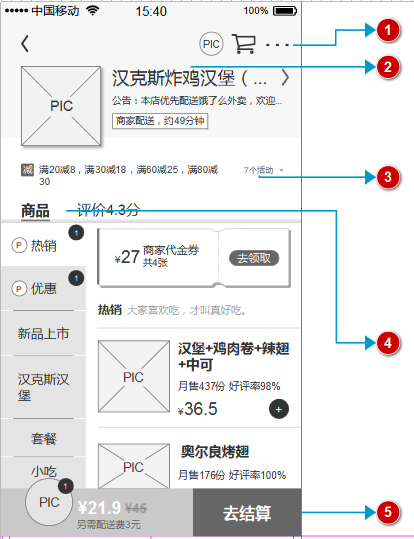 中国移动 15:40 100%
PIC
1
PIC
汉克斯炸鸡汉堡（...
2
公告：本店优先配送饿了么外卖，欢迎...
商家配送，约49分钟
减 满20减8，满30减18，满60减25，满80减
30
7个活动
3
商品 评价4.3分
P 热销 1
¥27 商家代金券
共4张
去领取
P 优惠 1
热销 大家喜欢吃，才叫真好吃。
新品上市
汉克斯汉
堡
套餐
小吃
PIC
汉堡+鸡肉卷+辣翅
+中可
月售437份 好评率98%
¥36.5
+
4
PIC
奥尔良烤翅
月售176份 好评率100%
PIC
1
¥21.9 ¥45
月需配送费3元
去结算
5